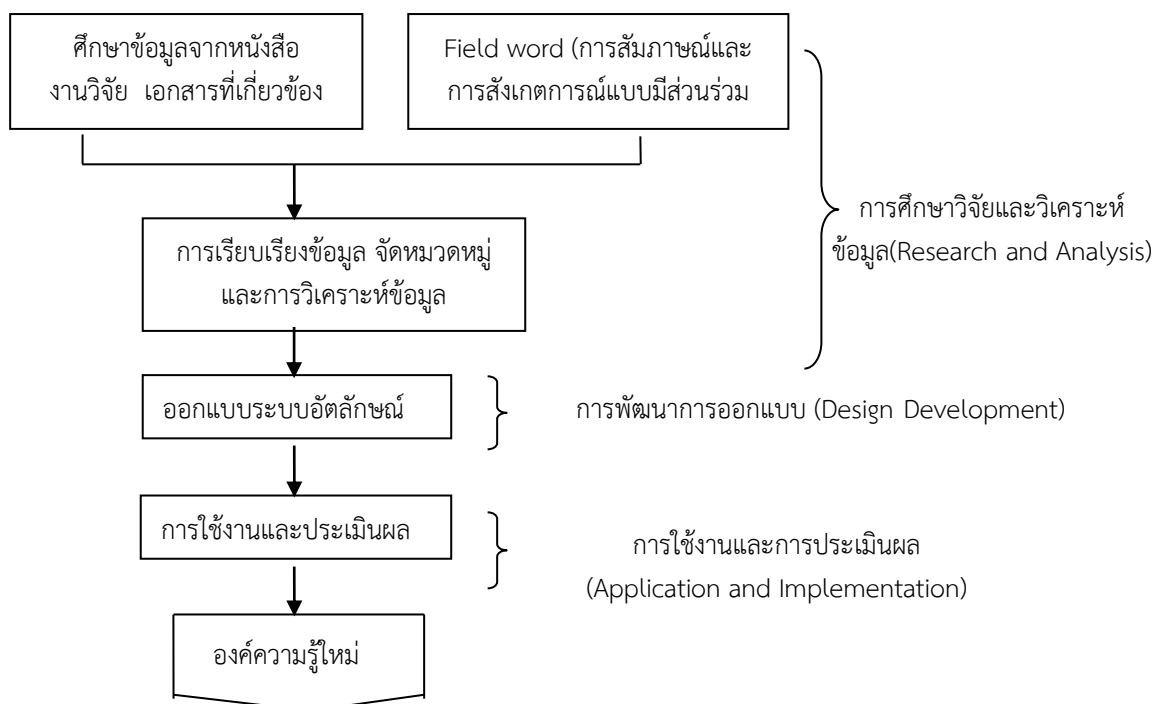 ศึกษาข้อมูลจากหนังสือ
งานวิจัย เอกสารที่เกี่ยวข้อง
Field word (การสัมภาษณ์และ
การสังเกตการณ์แบบมีส่วนร่วม
การเรียบเรียงข้อมูล จัดหมวดหมู่
และการวิเคราะห์ข้อมูล
การศึกษาวิจัยและวิเคราะห์
ข้อมูล(Research and Analysis)
ออกแบบระบบอัตลักษณ์
การพัฒนาการออกแบบ (Design Development)
การใช้งานและประเมินผล
การใช้งานและการประเมินผล
(Application and Implementation)
องค์ความรู้ใหม่